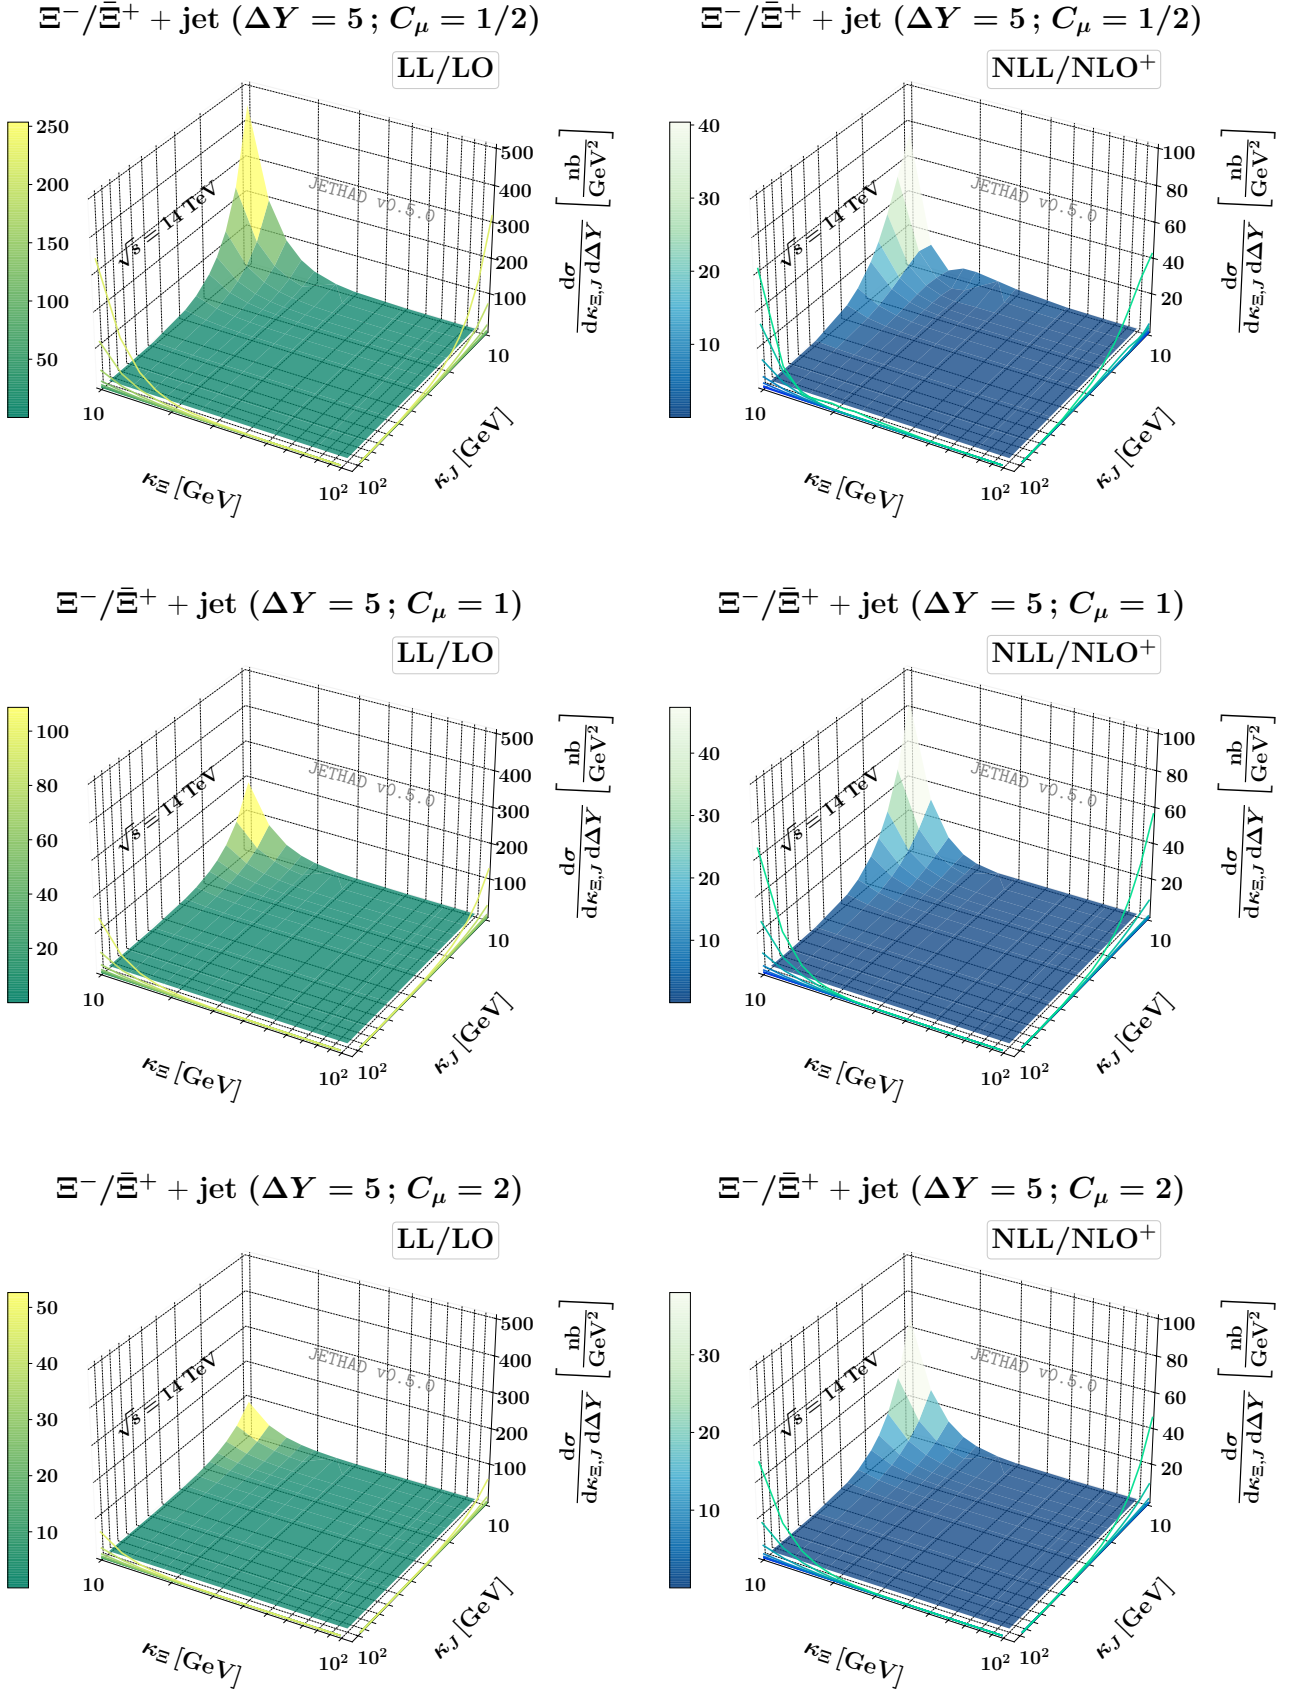 Ξ⁻/Ξ̄⁺ + jet (ΔY = 5 ; C_μ = 1/2)
LL/LO
250
200
150
100
50
√s = 14 TeV
JETHAD v0.5.0
500
400
300
200
100
dσ/dκ_Ξ,J dΔY [nb/GeV²]
10
κ_Ξ [GeV]
10²
10²
κ_J [GeV]
10
Ξ⁻/Ξ̄⁺ + jet (ΔY = 5 ; C_μ = 1/2)
NLL/NLO⁺
40
30
20
10
√s = 14 TeV
JETHAD v0.5.0
100
80
60
40
20
dσ/dκ_Ξ,J dΔY [nb/GeV²]
10
κ_Ξ [GeV]
10²
10²
κ_J [GeV]
10
Ξ⁻/Ξ̄⁺ + jet (ΔY = 5 ; C_μ = 1)
LL/LO
100
80
60
40
20
√s = 14 TeV
JETHAD v0.5.0
500
400
300
200
100
dσ/dκ_Ξ,J dΔY [nb/GeV²]
10
κ_Ξ [GeV]
10²
10²
κ_J [GeV]
10
Ξ⁻/Ξ̄⁺ + jet (ΔY = 5 ; C_μ = 1)
NLL/NLO⁺
40
30
20
10
√s = 14 TeV
JETHAD v0.5.0
100
80
60
40
20
dσ/dκ_Ξ,J dΔY [nb/GeV²]
10
κ_Ξ [GeV]
10²
10²
κ_J [GeV]
10
Ξ⁻/Ξ̄⁺ + jet (ΔY = 5 ; C_μ = 2)
LL/LO
50
40
30
20
10
√s = 14 TeV
JETHAD v0.5.0
500
400
300
200
100
dσ/dκ_Ξ,J dΔY [nb/GeV²]
10
κ_Ξ [GeV]
10²
10²
κ_J [GeV]
10
Ξ⁻/Ξ̄⁺ + jet (ΔY = 5 ; C_μ = 2)
NLL/NLO⁺
30
20
10
√s = 14 TeV
JETHAD v0.5.0
100
80
60
40
20
dσ/dκ_Ξ,J dΔY [nb/GeV²]
10
κ_Ξ [GeV]
10²
10²
κ_J [GeV]
10